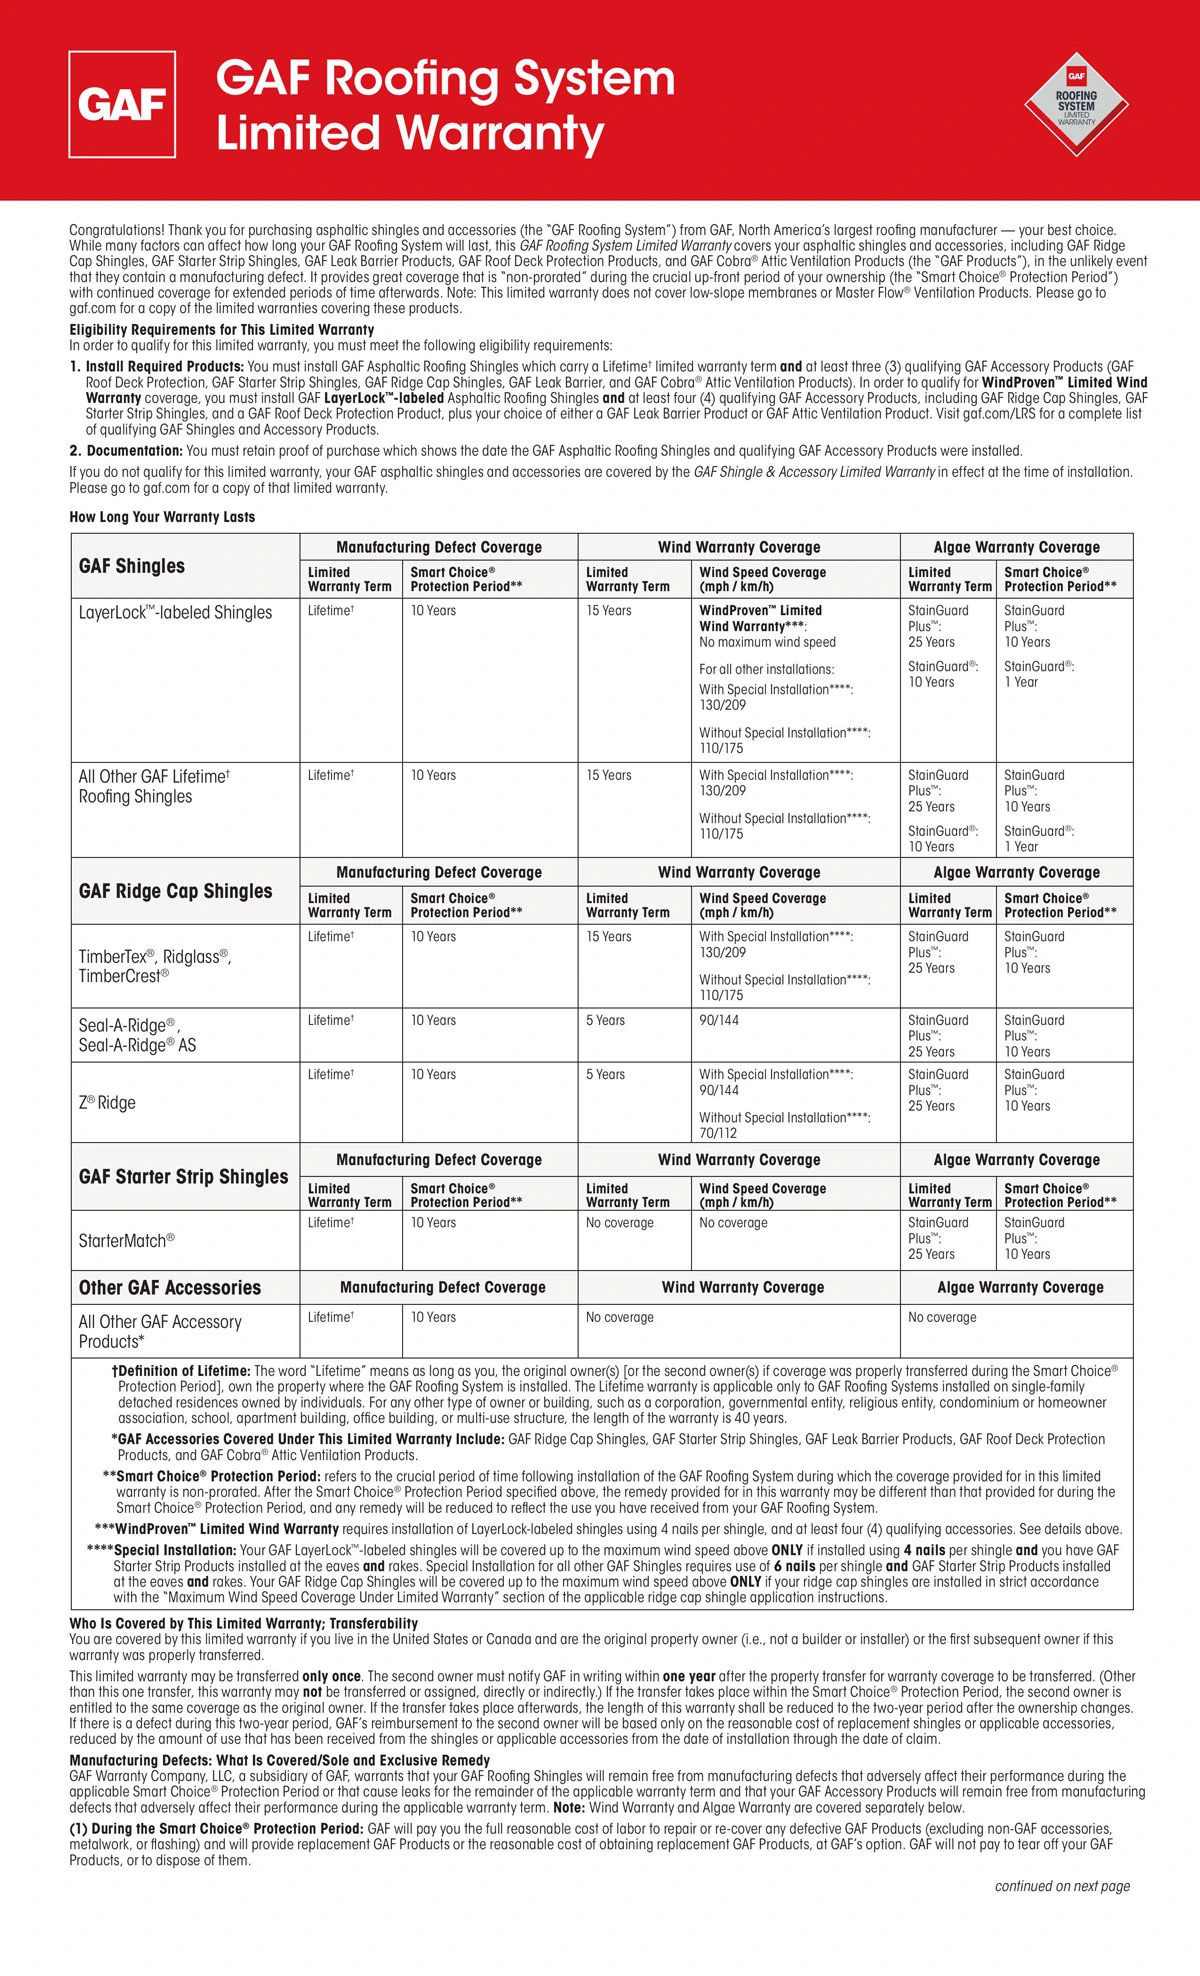 GAF
GAF Roofing System
Limited Warranty
GAF
ROOFING
SYSTEM
LIMITED
WARRANTY
Congratulations! Thank you for purchasing asphaltic shingles and accessories (the “GAF Roofing System”) from GAF, North America’s largest roofing manufacturer — your best choice.
While many factors can affect how long your GAF Roofing System will last, this GAF Roofing System Limited Warranty covers your asphaltic shingles and accessories, including GAF Ridge
Cap Shingles, GAF Starter Strip Shingles, GAF Leak Barrier Products, GAF Roof Deck Protection Products, and GAF Cobra® Attic Ventilation Products (the “GAF Products”), in the unlikely event
that they contain a manufacturing defect. It provides great coverage that is “non-prorated” during the crucial up-front period of your ownership (the “Smart Choice® Protection Period”)
with continued coverage for extended periods of time afterwards. Note: This limited warranty does not cover low-slope membranes or Master Flow® Ventilation Products. Please go to
gaf.com for a copy of the limited warranties covering these products.
Eligibility Requirements for This Limited Warranty
In order to qualify for this limited warranty, you must meet the following eligibility requirements:
1. Install Required Products: You must install GAF Asphaltic Roofing Shingles which carry a Lifetime† limited warranty term and at least three (3) qualifying GAF Accessory Products (GAF
Roof Deck Protection, GAF Starter Strip Shingles, GAF Ridge Cap Shingles, GAF Leak Barrier, and GAF Cobra® Attic Ventilation Products). In order to qualify for WindProven™ Limited Wind
Warranty coverage, you must install GAF LayerLock™-labeled Asphaltic Roofing Shingles and at least four (4) qualifying GAF Accessory Products, including GAF Ridge Cap Shingles, GAF
Starter Strip Shingles, and a GAF Roof Deck Protection Product, plus your choice of either a GAF Leak Barrier Product or GAF Attic Ventilation Product. Visit gaf.com/LRS for a complete list
of qualifying GAF Shingles and Accessory Products.
2. Documentation: You must retain proof of purchase which shows the date the GAF Asphaltic Roofing Shingles and qualifying GAF Accessory Products were installed.
If you do not qualify for this limited warranty, your GAF asphaltic shingles and accessories are covered by the GAF Shingle & Accessory Limited Warranty in effect at the time of installation.
Please go to gaf.com for a copy of that limited warranty.
How Long Your Warranty Lasts
GAF Shingles
Manufacturing Defect Coverage
Wind Warranty Coverage
Algae Warranty Coverage
Limited
Warranty Term
Smart Choice®
Protection Period**
Limited
Warranty Term
Wind Speed Coverage
(mph / km/h)
Limited
Warranty Term
Smart Choice®
Protection Period**
LayerLock™-labeled Shingles
Lifetime†
10 Years
15 Years
WindProven™ Limited
Wind Warranty***:
No maximum wind speed
For all other installations:
With Special Installation****:
130/209
Without Special Installation****:
110/175
StainGuard
Plus™:
25 Years
StainGuard®:
10 Years
StainGuard
Plus™:
10 Years
StainGuard®:
1 Year
All Other GAF Lifetime†
Roofing Shingles
Lifetime†
10 Years
15 Years
With Special Installation****:
130/209
Without Special Installation****:
110/175
StainGuard
Plus™:
25 Years
StainGuard®:
10 Years
StainGuard
Plus™:
10 Years
StainGuard®:
1 Year
GAF Ridge Cap Shingles
Manufacturing Defect Coverage
Wind Warranty Coverage
Algae Warranty Coverage
Limited
Warranty Term
Smart Choice®
Protection Period**
Limited
Warranty Term
Wind Speed Coverage
(mph / km/h)
Limited
Warranty Term
Smart Choice®
Protection Period**
TimberTex®, Ridglass®,
TimberCrest®
Lifetime†
10 Years
15 Years
With Special Installation****:
130/209
Without Special Installation****:
110/175
StainGuard
Plus™:
25 Years
StainGuard
Plus™:
10 Years
Seal-A-Ridge® ,
Seal-A-Ridge® AS
Lifetime†
10 Years
5 Years
90/144
StainGuard
Plus™:
25 Years
StainGuard
Plus™:
10 Years
Z® Ridge
Lifetime†
10 Years
5 Years
With Special Installation****:
90/144
Without Special Installation****:
70/112
StainGuard
Plus™:
25 Years
StainGuard
Plus™:
10 Years
GAF Starter Strip Shingles
Manufacturing Defect Coverage
Wind Warranty Coverage
Algae Warranty Coverage
Limited
Warranty Term
Smart Choice®
Protection Period**
Limited
Warranty Term
Wind Speed Coverage
(mph / km/h)
Limited
Warranty Term
Smart Choice®
Protection Period**
StarterMatch®
Lifetime†
10 Years
No coverage
No coverage
StainGuard
Plus™:
25 Years
StainGuard
Plus™:
10 Years
Other GAF Accessories
Manufacturing Defect Coverage
Wind Warranty Coverage
Algae Warranty Coverage
All Other GAF Accessory
Products*
Lifetime†
10 Years
No coverage
No coverage
†Definition of Lifetime: The word “Lifetime” means as long as you, the original owner(s) [or the second owner(s) if coverage was properly transferred during the Smart Choice®
Protection Period], own the property where the GAF Roofing System is installed. The Lifetime warranty is applicable only to GAF Roofing Systems installed on single-family
detached residences owned by individuals. For any other type of owner or building, such as a corporation, governmental entity, religious entity, condominium or homeowner
association, school, apartment building, office building, or multi-use structure, the length of the warranty is 40 years.
*GAF Accessories Covered Under This Limited Warranty Include: GAF Ridge Cap Shingles, GAF Starter Strip Shingles, GAF Leak Barrier Products, GAF Roof Deck Protection
Products, and GAF Cobra® Attic Ventilation Products.
**Smart Choice® Protection Period: refers to the crucial period of time following installation of the GAF Roofing System during which the coverage provided for in this limited
warranty is non-prorated. After the Smart Choice® Protection Period specified above, the remedy provided for in this warranty may be different than that provided for during the
Smart Choice® Protection Period, and any remedy will be reduced to reflect the use you have received from your GAF Roofing System.
***WindProven™ Limited Wind Warranty requires installation of LayerLock-labeled shingles using 4 nails per shingle, and at least four (4) qualifying accessories. See details above.
****Special Installation: Your GAF LayerLock™-labeled shingles will be covered up to the maximum wind speed above ONLY if installed using 4 nails per shingle and you have GAF
Starter Strip Products installed at the eaves and rakes. Special Installation for all other GAF Shingles requires use of 6 nails per shingle and GAF Starter Strip Products installed
at the eaves and rakes. Your GAF Ridge Cap Shingles will be covered up to the maximum wind speed above ONLY if your ridge cap shingles are installed in strict accordance
with the “Maximum Wind Speed Coverage Under Limited Warranty” section of the applicable ridge cap shingle application instructions.
Who Is Covered by This Limited Warranty; Transferability
You are covered by this limited warranty if you live in the United States or Canada and are the original property owner (i.e., not a builder or installer) or the first subsequent owner if this
warranty was properly transferred.
This limited warranty may be transferred only once. The second owner must notify GAF in writing within one year after the property transfer for warranty coverage to be transferred. (Other
than this one transfer, this warranty may not be transferred or assigned, directly or indirectly.) If the transfer takes place within the Smart Choice® Protection Period, the second owner is
entitled to the same coverage as the original owner. If the transfer takes place afterwards, the length of this warranty shall be reduced to the two-year period after the ownership changes.
If there is a defect during this two-year period, GAF’s reimbursement to the second owner will be based only on the reasonable cost of replacement shingles or applicable accessories,
reduced by the amount of use that has been received from the shingles or applicable accessories from the date of installation through the date of claim.
Manufacturing Defects: What Is Covered/Sole and Exclusive Remedy
GAF Warranty Company, LLC, a subsidiary of GAF, warrants that your GAF Roofing Shingles will remain free from manufacturing defects that adversely affect their performance during the
applicable Smart Choice® Protection Period or that cause leaks for the remainder of the applicable warranty term and that your GAF Accessory Products will remain free from manufacturing
defects that adversely affect their performance during the applicable warranty term. Note: Wind Warranty and Algae Warranty are covered separately below.
(1) During the Smart Choice® Protection Period: GAF will pay you the full reasonable cost of labor to repair or re-cover any defective GAF Products (excluding non-GAF accessories,
metalwork, or flashing) and will provide replacement GAF Products or the reasonable cost of obtaining replacement GAF Products, at GAF’s option. GAF will not pay to tear off your GAF
Products, or to dispose of them.
continued on next page